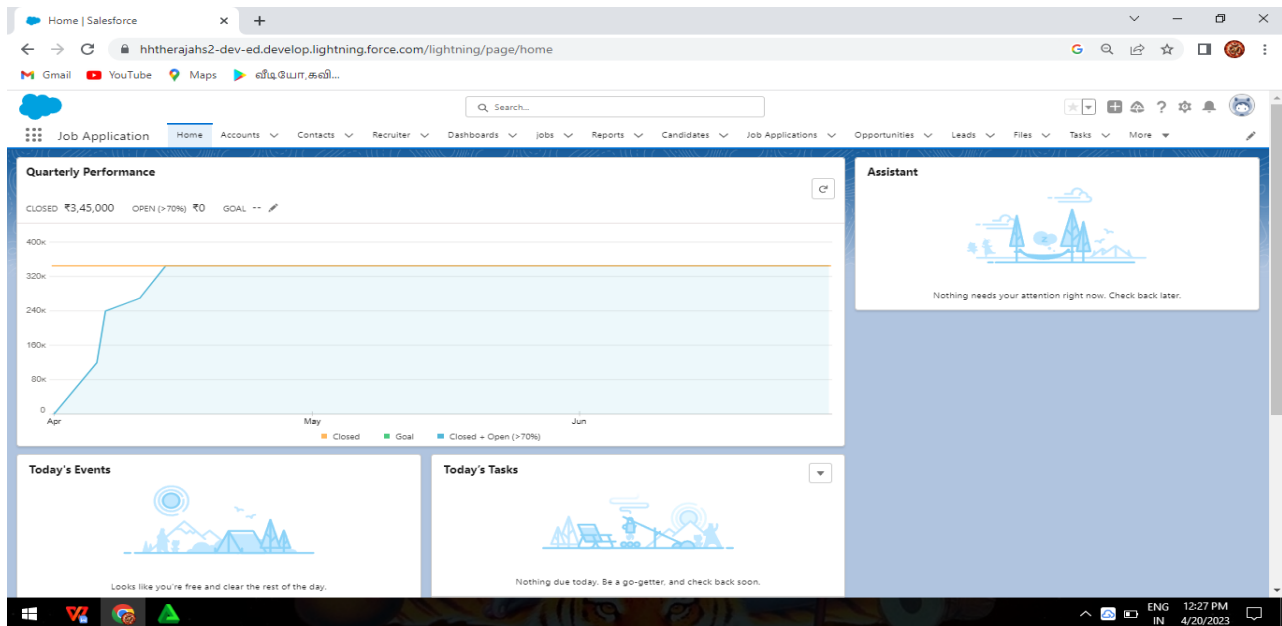 Home | Salesforce
hhtherajahs2-dev-ed.develop.lightning.force.com/lightning/page/home
Gmail YouTube Maps வீடியோ,கவி...
Search...
Job Application Home Accounts Contacts Recruiter Dashboards jobs Reports Candidates Job Applications Opportunities Leads Files Tasks More
Quarterly Performance
CLOSED ₹3,45,000 OPEN (>70%) ₹0 GOAL --
400K
320K
240K
160K
80K
0
Apr May Jun
Closed Goal Closed + Open (>70%)
Assistant
Nothing needs your attention right now. Check back later.
Today's Events
Looks like you're free and clear the rest of the day.
Today's Tasks
Nothing due today. Be a go-getter, and check back soon.
ENG 12:27 PM
IN 4/20/2023